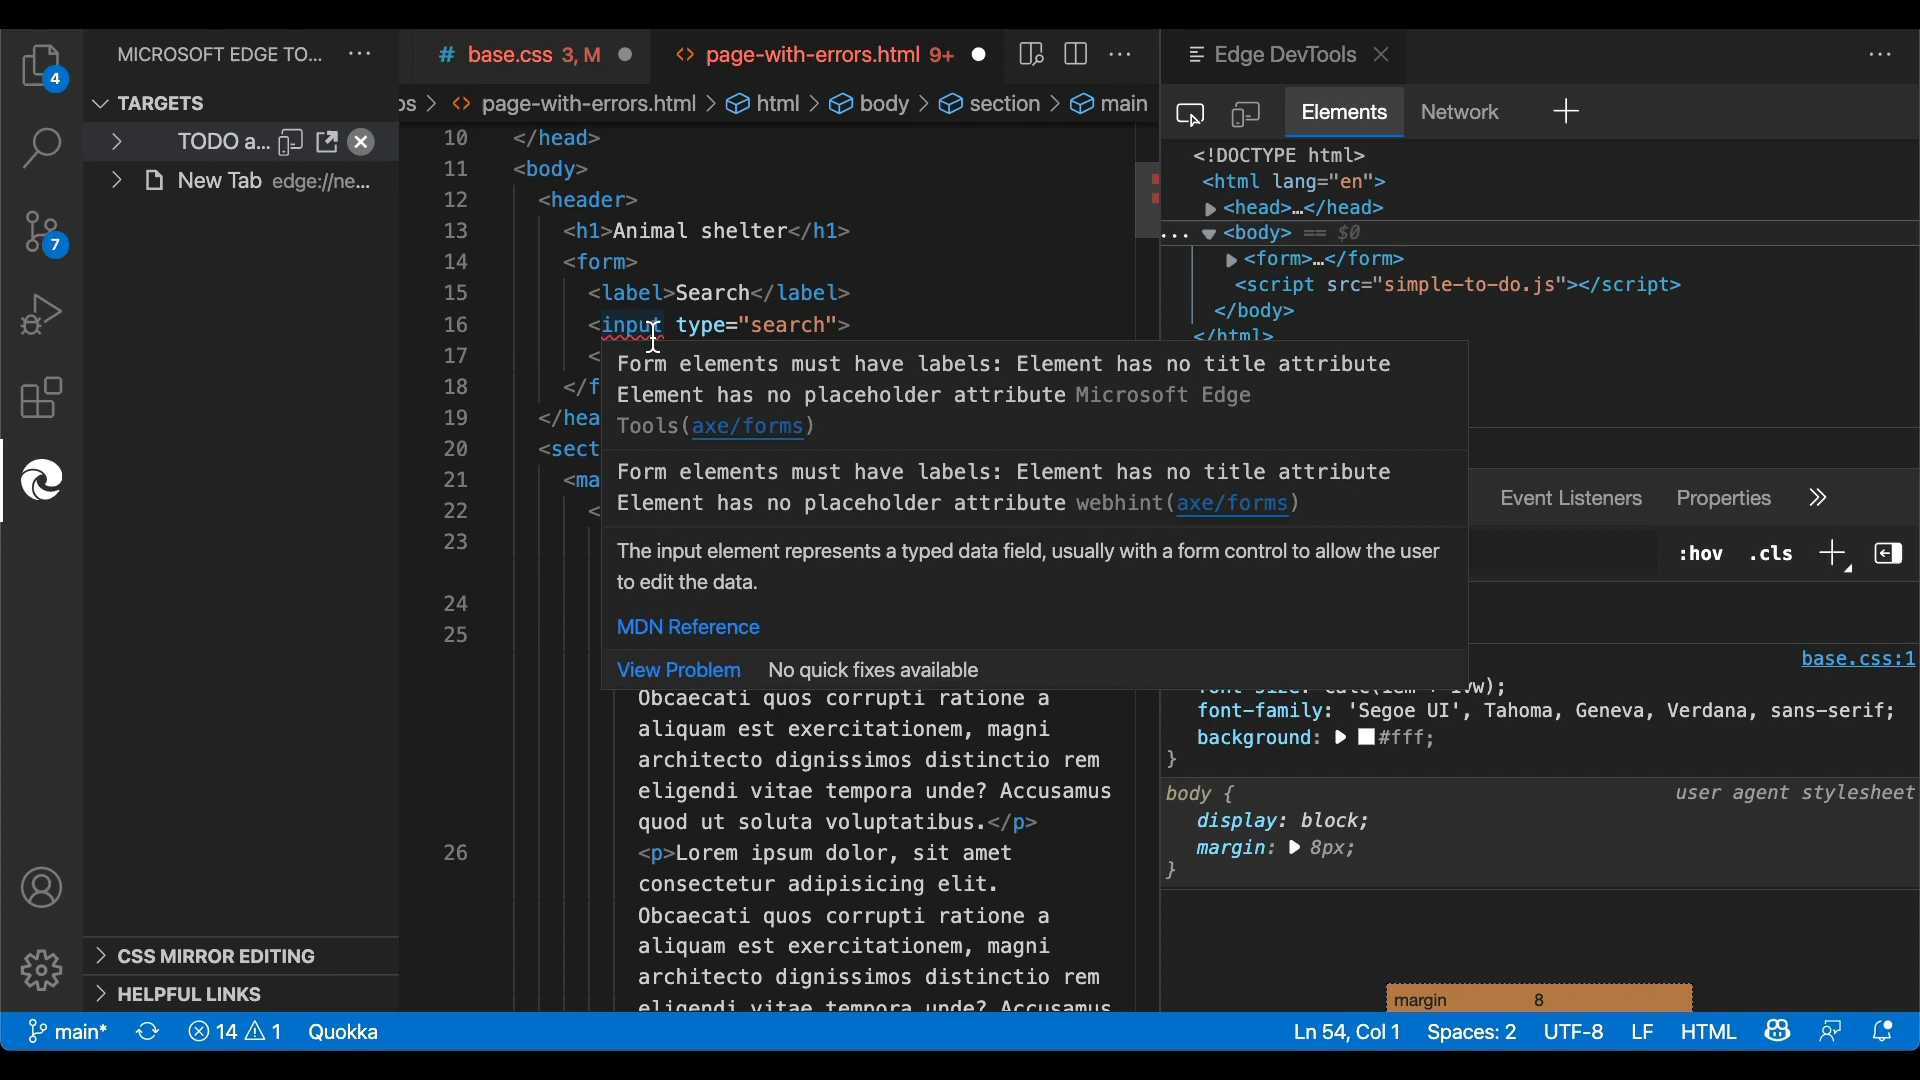 4
7
MICROSOFT EDGE TO... ...
TARGETS
TODO a...
New Tab edge://ne...
CSS MIRROR EDITING
HELPFUL LINKS
# base.css 3, M
<> page-with-errors.html 9+
...
> <> page-with-errors.html > html > body > section > main
10 </head>
11 <body>
12 <header>
13 <h1>Animal shelter</h1>
14 <form>
15 <label>Search</label>
16 <input type="search">
17 <
18 </f
19 </hea
20 <sect
21 <ma
22 <
23
24
25
Form elements must have labels: Element has no title attribute
Element has no placeholder attribute Microsoft Edge
Tools(axe/forms)
Form elements must have labels: Element has no title attribute
Element has no placeholder attribute webhint(axe/forms)
The input element represents a typed data field, usually with a form control to allow the user
to edit the data.
MDN Reference
View Problem No quick fixes available
Obcaecati quos corrupti ratione a
aliquam est exercitationem, magni
architecto dignissimos distinctio rem
eligendi vitae tempora unde? Accusamus
quod ut soluta voluptatibus.</p>
26 <p>Lorem ipsum dolor, sit amet
consectetur adipisicing elit.
Obcaecati quos corrupti ratione a
aliquam est exercitationem, magni
architecto dignissimos distinctio rem
eligendi vitae tempora unde? Accusamus
Edge DevTools
...
Elements Network
<!DOCTYPE html>
<html lang="en">
<head>…</head>
... <body> == $0
<form>…</form>
<script src="simple-to-do.js"></script>
</body>
</html>
Event Listeners Properties
:hov .cls
base.css:1
font-family: 'Segoe UI', Tahoma, Geneva, Verdana, sans-serif;
background: #fff;
}
body { user agent stylesheet
display: block;
margin: 8px;
}
margin 8
main* 14 1 Quokka Ln 54, Col 1 Spaces: 2 UTF-8 LF HTML